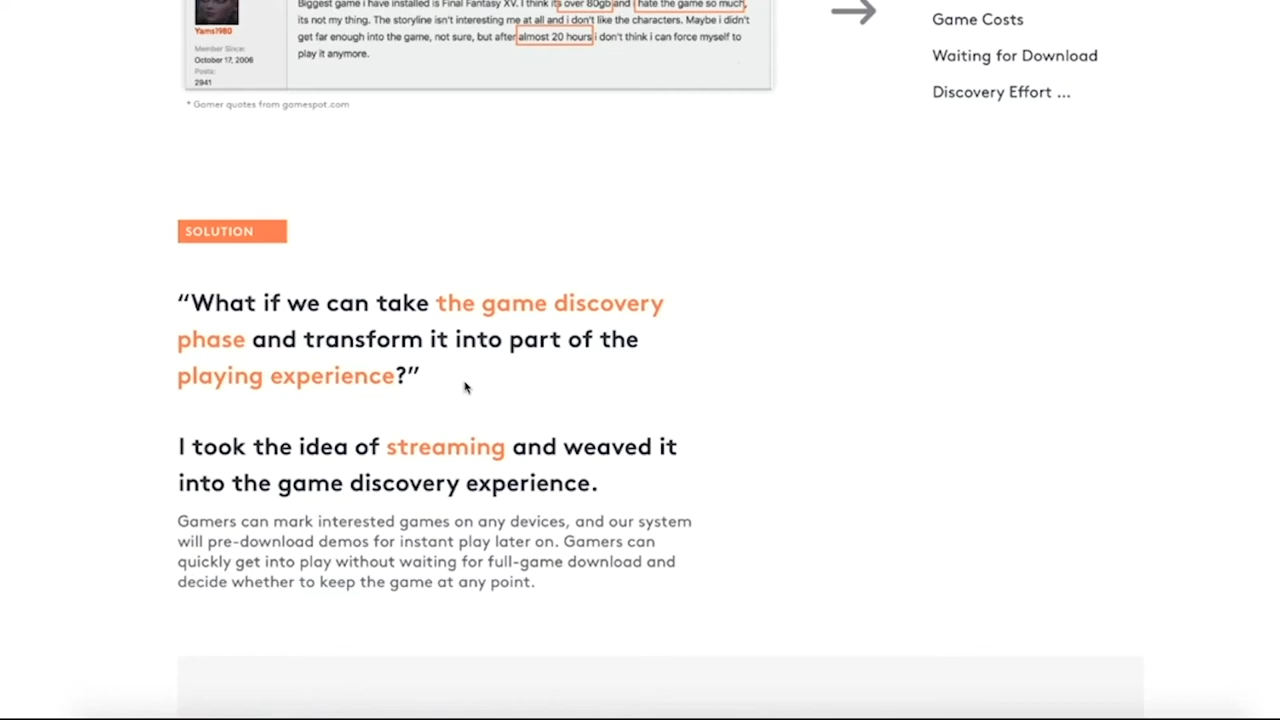 Biggest game i have installed is Final Fantasy XV. I think its over 80gb and i hate the game so much,
its not my thing. The storyline isn't interesting me at all and i don't like the characters. Maybe i didn't
get far enough into the game, not sure, but after almost 20 hours i don't think i can force myself to
play it anymore.
Yams1980
Member Since:
October 17, 2006
Posts:
2941
* Gamer quotes from gamespot.com
Game Costs
Waiting for Download
Discovery Effort ...
SOLUTION
“What if we can take the game discovery
phase and transform it into part of the
playing experience?”
I took the idea of streaming and weaved it
into the game discovery experience.
Gamers can mark interested games on any devices, and our system
will pre-download demos for instant play later on. Gamers can
quickly get into play without waiting for full-game download and
decide whether to keep the game at any point.